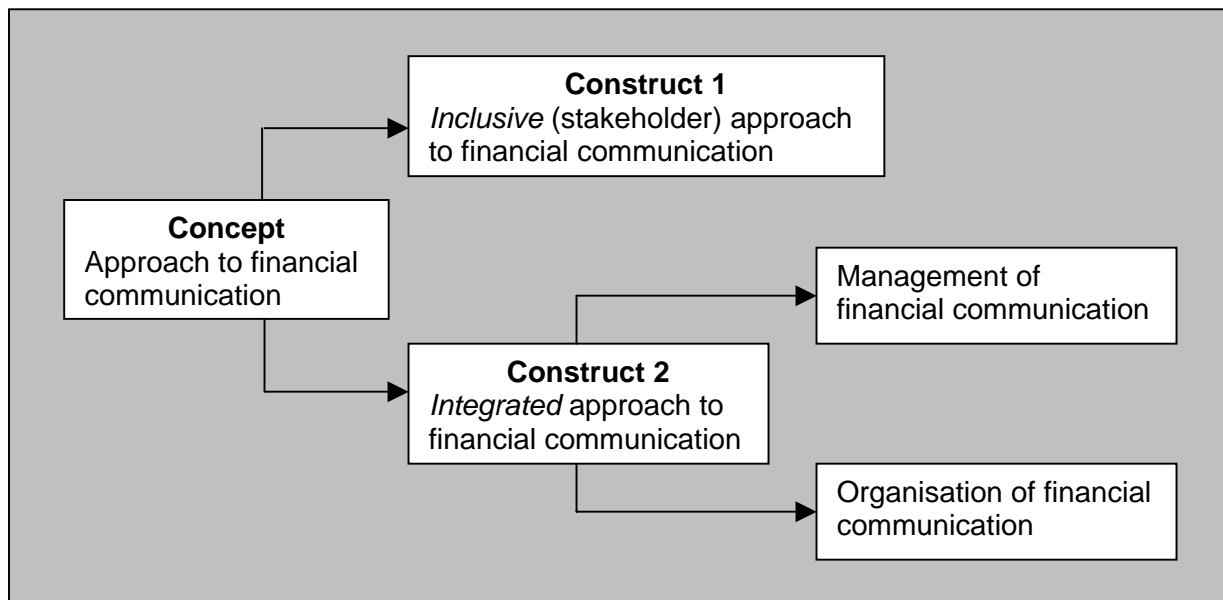 Construct 1
Inclusive (stakeholder) approach
to financial communication
Concept
Approach to financial
communication
Construct 2
Integrated approach to
financial communication
Management of
financial communication
Organisation of financial
communication